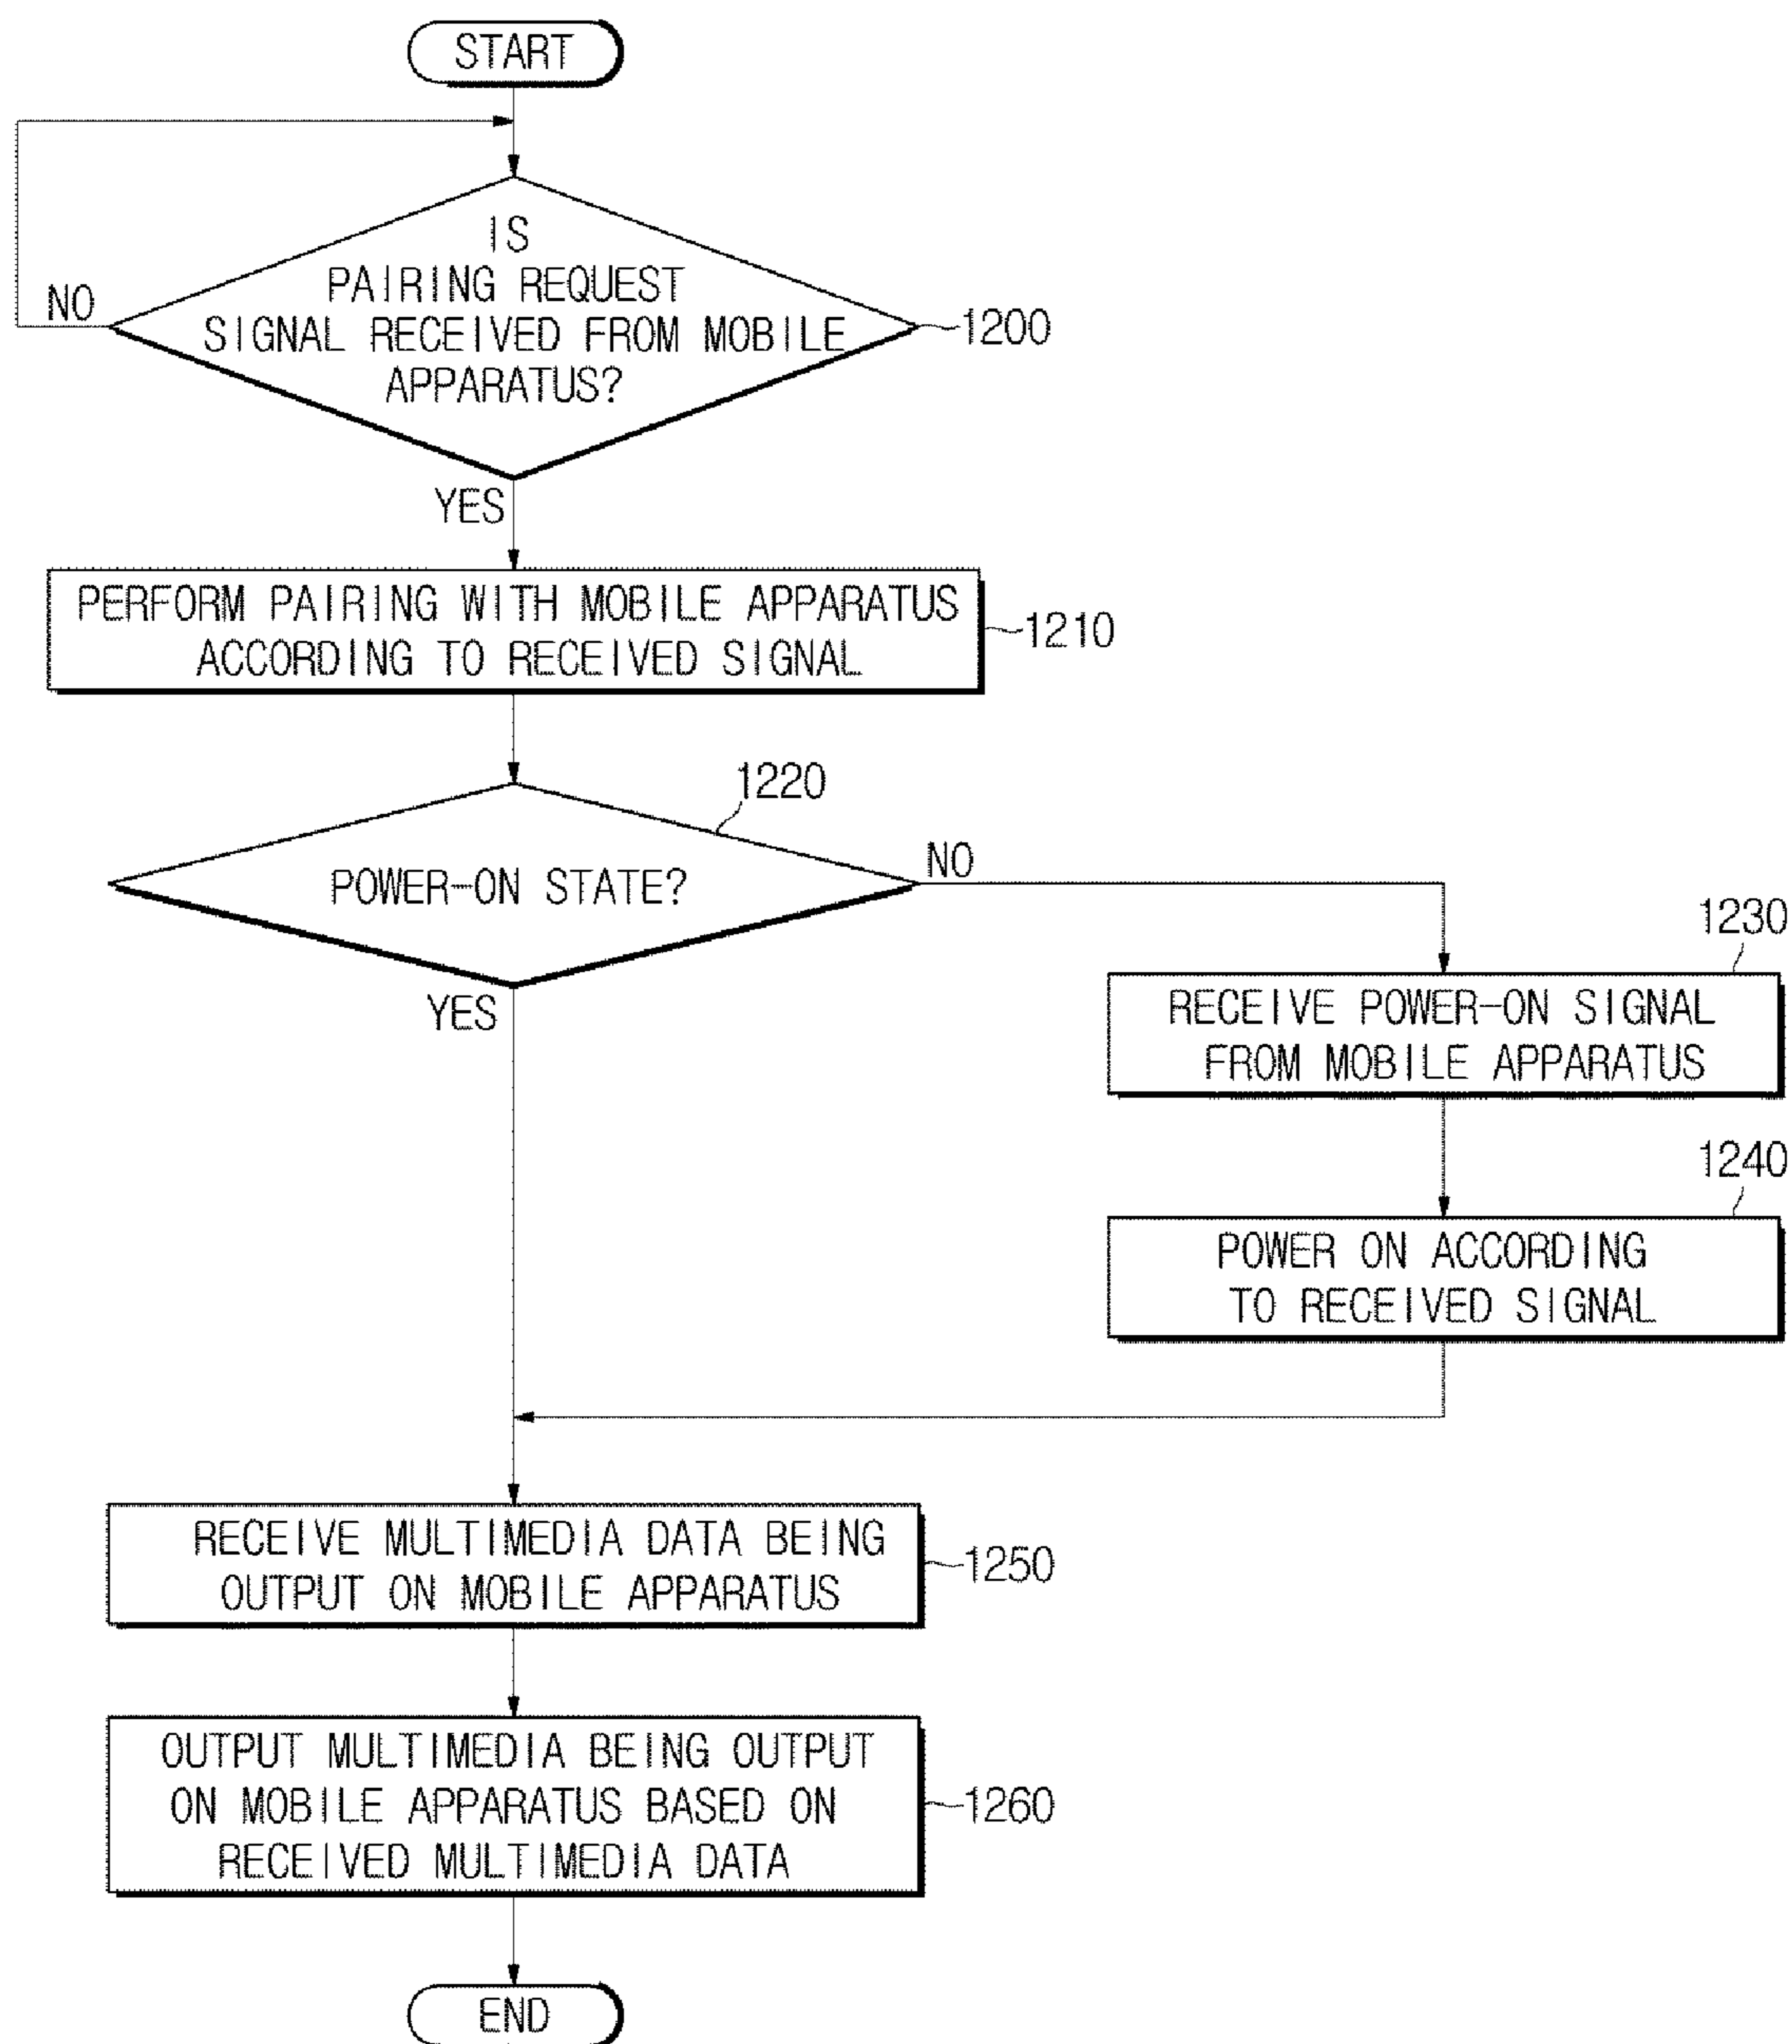 START
IS
PAIRING REQUEST
SIGNAL RECEIVED FROM MOBILE
APPARATUS?
NO
1200
YES
PERFORM PAIRING WITH MOBILE APPARATUS
ACCORDING TO RECEIVED SIGNAL
1210
1220
POWER-ON STATE?
NO
YES
1230
RECEIVE POWER-ON SIGNAL
FROM MOBILE APPARATUS
1240
POWER ON ACCORDING
TO RECEIVED SIGNAL
RECEIVE MULTIMEDIA DATA BEING
OUTPUT ON MOBILE APPARATUS
1250
OUTPUT MULTIMEDIA BEING OUTPUT
ON MOBILE APPARATUS BASED ON
RECEIVED MULTIMEDIA DATA
1260
END